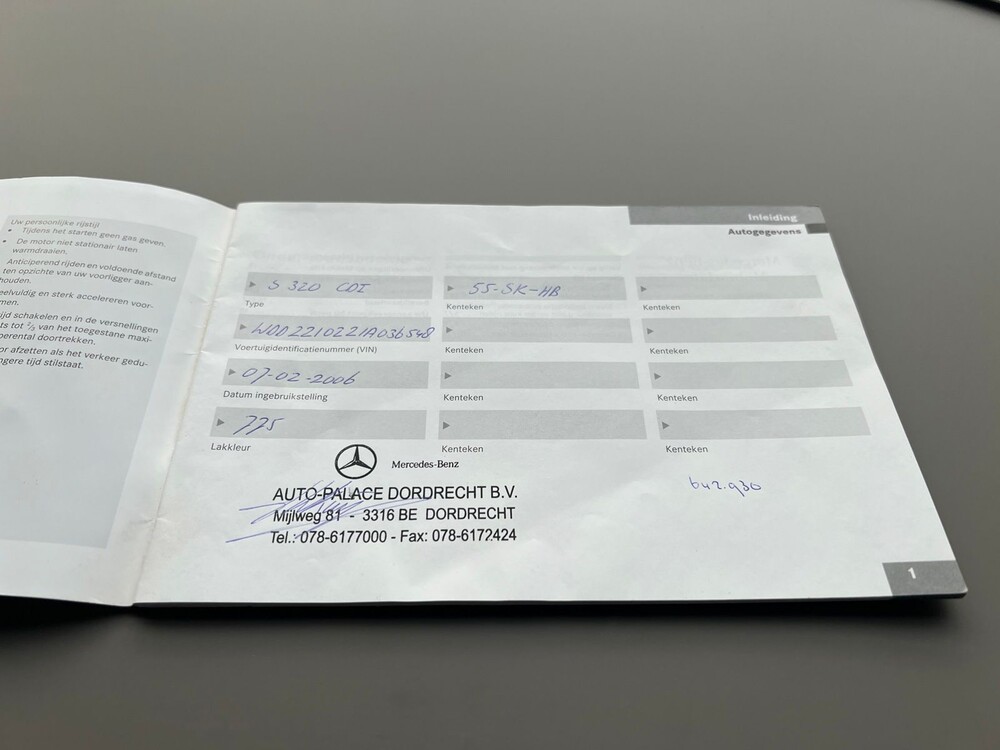 Uw persoonlijke rijstijl
• Tijdens het starten geen gas geven.
• De motor niet stationair laten
warmdraaien.
Anticiperend rijden en voldoende afstand
ten opzichte van uw voorligger aan-
houden.
eelvuldig en sterk accelereren voor-
men.
ijd schakelen en in de versnellingen
ts tot 2/3 van het toegestane maxi-
perental doortrekken.
or afzetten als het verkeer gedu-
ngere tijd stilstaat.
Inleiding
Autogegevens
S 320 CDI
55-SK-HB
Type
Kenteken
Kenteken
WDD2210221A036548
Voertuigidentificatienummer (VIN)
Kenteken
Kenteken
07-02-2006
Datum ingebruikstelling
Kenteken
Kenteken
775
Lakkleur
Kenteken
Kenteken
Mercedes-Benz
AUTO-PALACE DORDRECHT B.V.
Mijlweg 81 - 3316 BE DORDRECHT
Tel.: 078-6177000 - Fax: 078-6172424
642.930
1